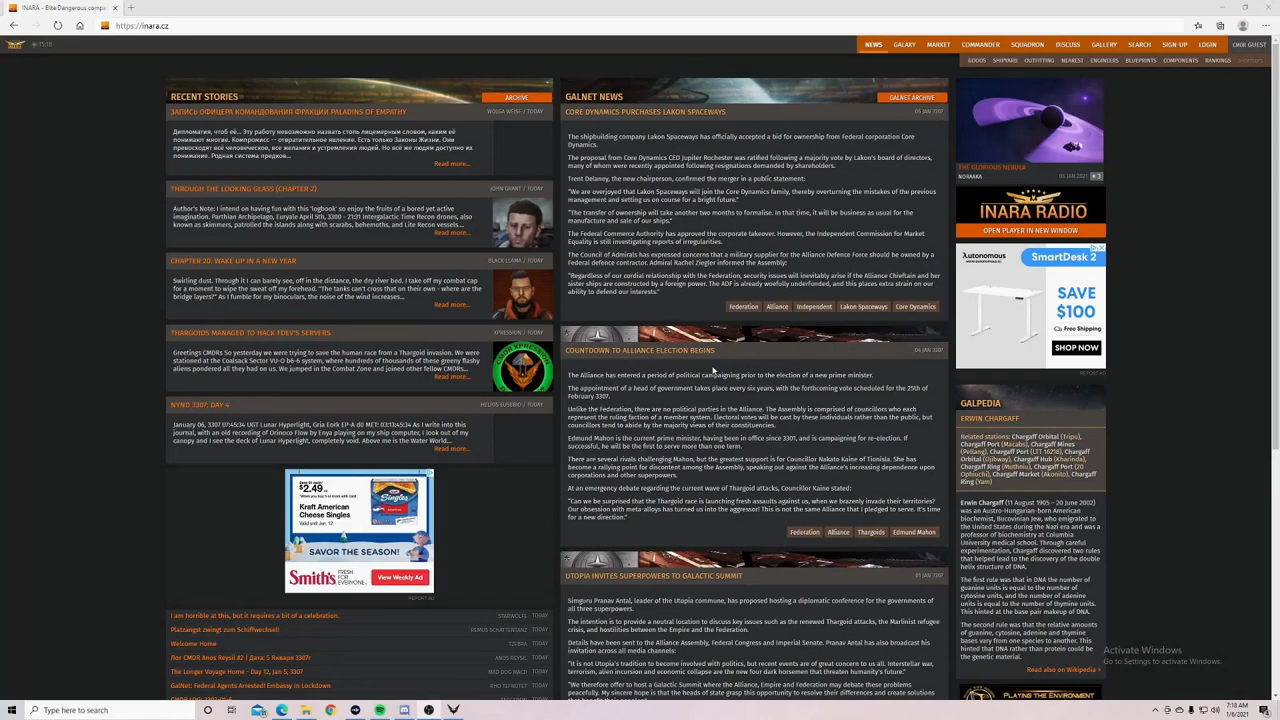 INARA - Elite:Dangerous comp
https://inara.cz
15:18
NEWS GALAXY MARKET COMMANDER SQUADRON DISCUSS GALLERY SEARCH SIGN-UP LOGIN CMDR GUEST
GOODS SHIPYARD OUTFITTING NEAREST ENGINEERS BLUEPRINTS COMPONENTS RANKINGS
RECENT STORIES
ARCHIVE
ЗАПИСЬ ОФИЦЕРА КОМАНДОВАНИЯ ФРАКЦИИ PALADINS OF EMPATHY
WOLGA WEISE / TODAY
Дипломатия, чтоб её... Эту работу невозможно назвать столь лицемерным словом, каким её
понимают многие. Компромисс — отвратительное явление. Есть только Законы Жизни. Они
превосходят всё человеческое, все желания и устремления людей. Но всё же людям доступно их
понимание. Родная система предков...
Read more...
THROUGH THE LOOKING GLASS (CHAPTER 2)
JOHN GRANT / TODAY
Author's Note: I intend on having fun with this 'logbook' so enjoy the fruits of a bored yet active
imagination. Parthian Archipelago, Euryale April 5th, 3300 - 21:31 Intergalactic Time Recon drones, also
known as skimmers, patrolled the islands along with scarabs, behemoths, and Lite Recon vessels...
Read more...
CHAPTER 20. WAKE UP IN A NEW YEAR
BLACK LLAMA / TODAY
Swirling dust. Through it I can barely see, off in the distance, the dry river bed. I take off my combat cap
for a moment to sweep the sweat off my forehead. "The tanks can't cross that on their own - where are the
bridge layers?" As I fumble for my binoculars, the noise of the wind increases...
Read more...
THARGOIDS MANAGED TO HACK FDEV'S SERVERS
XPRESSION / TODAY
Greetings CMDRs So yesterday we were trying to save the human race from a Thargoid invasion. We were
stationed at the Coalsack Sector VU-O b6-6 system, where hundreds of thousands of these greeny flashy
aliens pondered all they had on us. We jumped in the Combat Zone and joined other fellow CMDRs...
Read more...
CMDR XPRESSION
NYND 3307: DAY 4
HELIOS EUSEBIO / TODAY
January 06, 3307 07:45:34 UGT Lunar Hyperlight, Gria Eork EP-A d0 MET: 03:13:45:34 As I write this into
journal, with an old recording of Orinoco Flow by Enya playing on my ship computer, I look out of my
canopy and I see the deck of Lunar Hyperlight, completely void. Above me is the Water World...
Read more...
$2.49 ea.
When you buy 5 or more with card
Kraft American
Cheese Singles
Valid until Jan. 12
Singles
SAVOR THE SEASON!
Smith's
FRESH FOR EVERYONE
View Weekly Ad
REPORT AD
I am horrible at this, but it requires a bit of a celebration.
STARWOLFE TODAY
Platzangst zwingt zum Schiffwechsel!
REMUS SCHATTENTANZ TODAY
Welcome Home
TZEBRA TODAY
Лог CMDR Anos Reysil #2 | Дата: 5 Января 3307г
ANOS REYSIL TODAY
The Longer Voyage Home - Day 12, Jan 5, 3307
MAD DOG MACD TODAY
GalNet: Federal Agents Arrested! Embassy In Lockdown
RHO TEFNUTET TODAY
GALNET NEWS
GALNET ARCHIVE
CORE DYNAMICS PURCHASES LAKON SPACEWAYS
05 JAN 3307
The shipbuilding company Lakon Spaceways has officially accepted a bid for ownership from Federal corporation Core
Dynamics.
The proposal from Core Dynamics CEO Jupiter Rochester was ratified following a majority vote by Lakon's board of directors,
many of whom were recently appointed following resignations demanded by shareholders.
Trent Delaney, the new chairperson, confirmed the merger in a public statement:
"We are overjoyed that Lakon Spaceways will join the Core Dynamics family, thereby overturning the mistakes of the previous
management and setting us on course for a bright future."
"The transfer of ownership will take another two months to formalise. In that time, it will be business as usual for the
manufacture and sale of our ships."
The Federal Commerce Authority has approved the corporate takeover. However, the Independent Commission for Market
Equality is still investigating reports of irregularities.
The Council of Admirals has expressed concerns that a military supplier for the Alliance Defence Force should be owned by a
Federal defence contractor. Admiral Rachel Ziegler informed the Assembly:
"Regardless of our cordial relationship with the Federation, security issues will inevitably arise if the Alliance Chieftain and her
sister ships are constructed by a foreign power. The ADF is already woefully underfunded, and this places extra strain on our
ability to defend our interests."
Federation Alliance Independent Lakon Spaceways Core Dynamics
COUNTDOWN TO ALLIANCE ELECTION BEGINS
04 JAN 3307
The Alliance has entered a period of political campaigning prior to the election of a new prime minister.
The appointment of a head of government takes place every six years, with the forthcoming vote scheduled for the 25th of
February 3307.
Unlike the Federation, there are no political parties in the Alliance. The Assembly is comprised of councillors who each
represent the ruling faction of a member system. Electoral votes will be cast by these individuals rather than the public, but
councillors tend to abide by the majority views of their constituencies.
Edmund Mahon is the current prime minister, having been in office since 3301, and is campaigning for re-election. If
successful, he will be the first to serve more than one term.
There are several rivals challenging Mahon, but the greatest support is for Councillor Nakato Kaine of Tionisla. She has
become a rallying point for discontent among the Assembly, speaking out against the Alliance's increasing dependence upon
corporations and other superpowers.
At an emergency debate regarding the current wave of Thargoid attacks, Councillor Kaine stated:
"Can we be surprised that the Thargoid race is launching fresh assaults against us, when we brazenly invade their territories?
Our obsession with meta-alloys has turned us into the aggressor! This is not the same Alliance that I pledged to serve. It's time
for a new direction."
Federation Alliance Thargoids Edmund Mahon
UTOPIA INVITES SUPERPOWERS TO GALACTIC SUMMIT
01 JAN 3307
Simguru Pranav Antal, leader of the Utopia commune, has proposed hosting a diplomatic conference for the governments of
all three superpowers.
The intention is to provide a neutral location to discuss key issues such as the renewed Thargoid attacks, the Marlinist refugee
crisis, and hostilities between the Empire and the Federation.
Details have been sent to the Alliance Assembly, Federal Congress and Imperial Senate. Pranav Antal has also broadcast his
invitation across all media channels:
"It is not Utopia's tradition to become involved with politics, but recent events are of great concern to us all. Interstellar war,
terrorism, alien incursion and economic collapse are the four dark horsemen that threaten humanity's future."
"We therefore offer to host a Galactic Summit where the Alliance, Empire and Federation may debate these problems
peacefully. My sincere hope is that the heads of state grasp this opportunity to resolve their differences and create solutions
THE GLORIOUS NEBULA
NORAAKA
06 JAN 2021 +3
INARA RADIO
OPEN PLAYER IN NEW WINDOW
AUTONOMOUS
SmartDesk 2
SAVE
$100
Free Shipping
SHOP NOW
REPORT AD
GALPEDIA
ERWIN CHARGAFF
Related stations: Chargaff Orbital (Tripu),
Chargaff Port (Macabs), Chargaff Mines
(Pellang), Chargaff Port (LTT 16218), Chargaff
Orbital (Ojibway), Chargaff Hub (Kharinda),
Chargaff Ring (Muthniu), Chargaff Port (20
Ophiuchi), Chargaff Market (Akonito), Chargaff
Ring (Yam)
Erwin Chargaff (11 August 1905 – 20 June 2002)
was an Austro-Hungarian-born American
biochemist, Bucovinian Jew, who emigrated to
the United States during the Nazi era and was a
professor of biochemistry at Columbia
University medical school. Through careful
experimentation, Chargaff discovered two rules
that helped lead to the discovery of the double
helix structure of DNA.
The first rule was that in DNA the number of
guanine units is equal to the number of
cytosine units, and the number of adenine
units is equal to the number of thymine units.
This hinted at the base pair makeup of DNA.
The second rule was that the relative amounts
of guanine, cytosine, adenine and thymine
bases vary from one species to another. This
hinted that DNA rather than protein could be
the genetic material.
Read also on Wikipedia >
PLAYING THE
Activate Windows
Go to Settings to activate Windows.
Type here to search
7:18 AM
1/6/2021